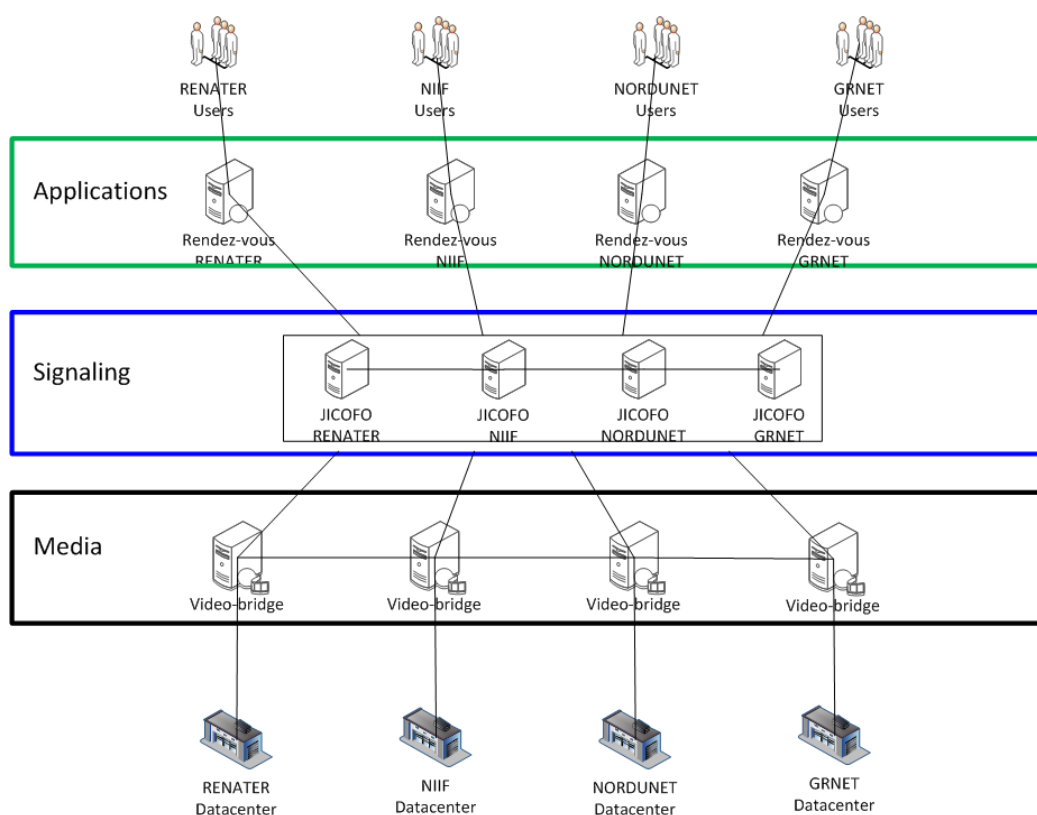 RENATER
Users
NIIF
Users
NORDUNET
Users
GRNET
Users
Applications
Rendez-vous
RENATER
Rendez-vous
NIIF
Rendez-vous
NORDUNET
Rendez-vous
GRNET
Signaling
JICOFO
RENATER
JICOFO
NIIF
JICOFO
NORDUNET
JICOFO
GRNET
Media
Video-bridge
Video-bridge
Video-bridge
Video-bridge
RENATER
Datacenter
NIIF
Datacenter
NORDUNET
Datacenter
GRNET
Datacenter